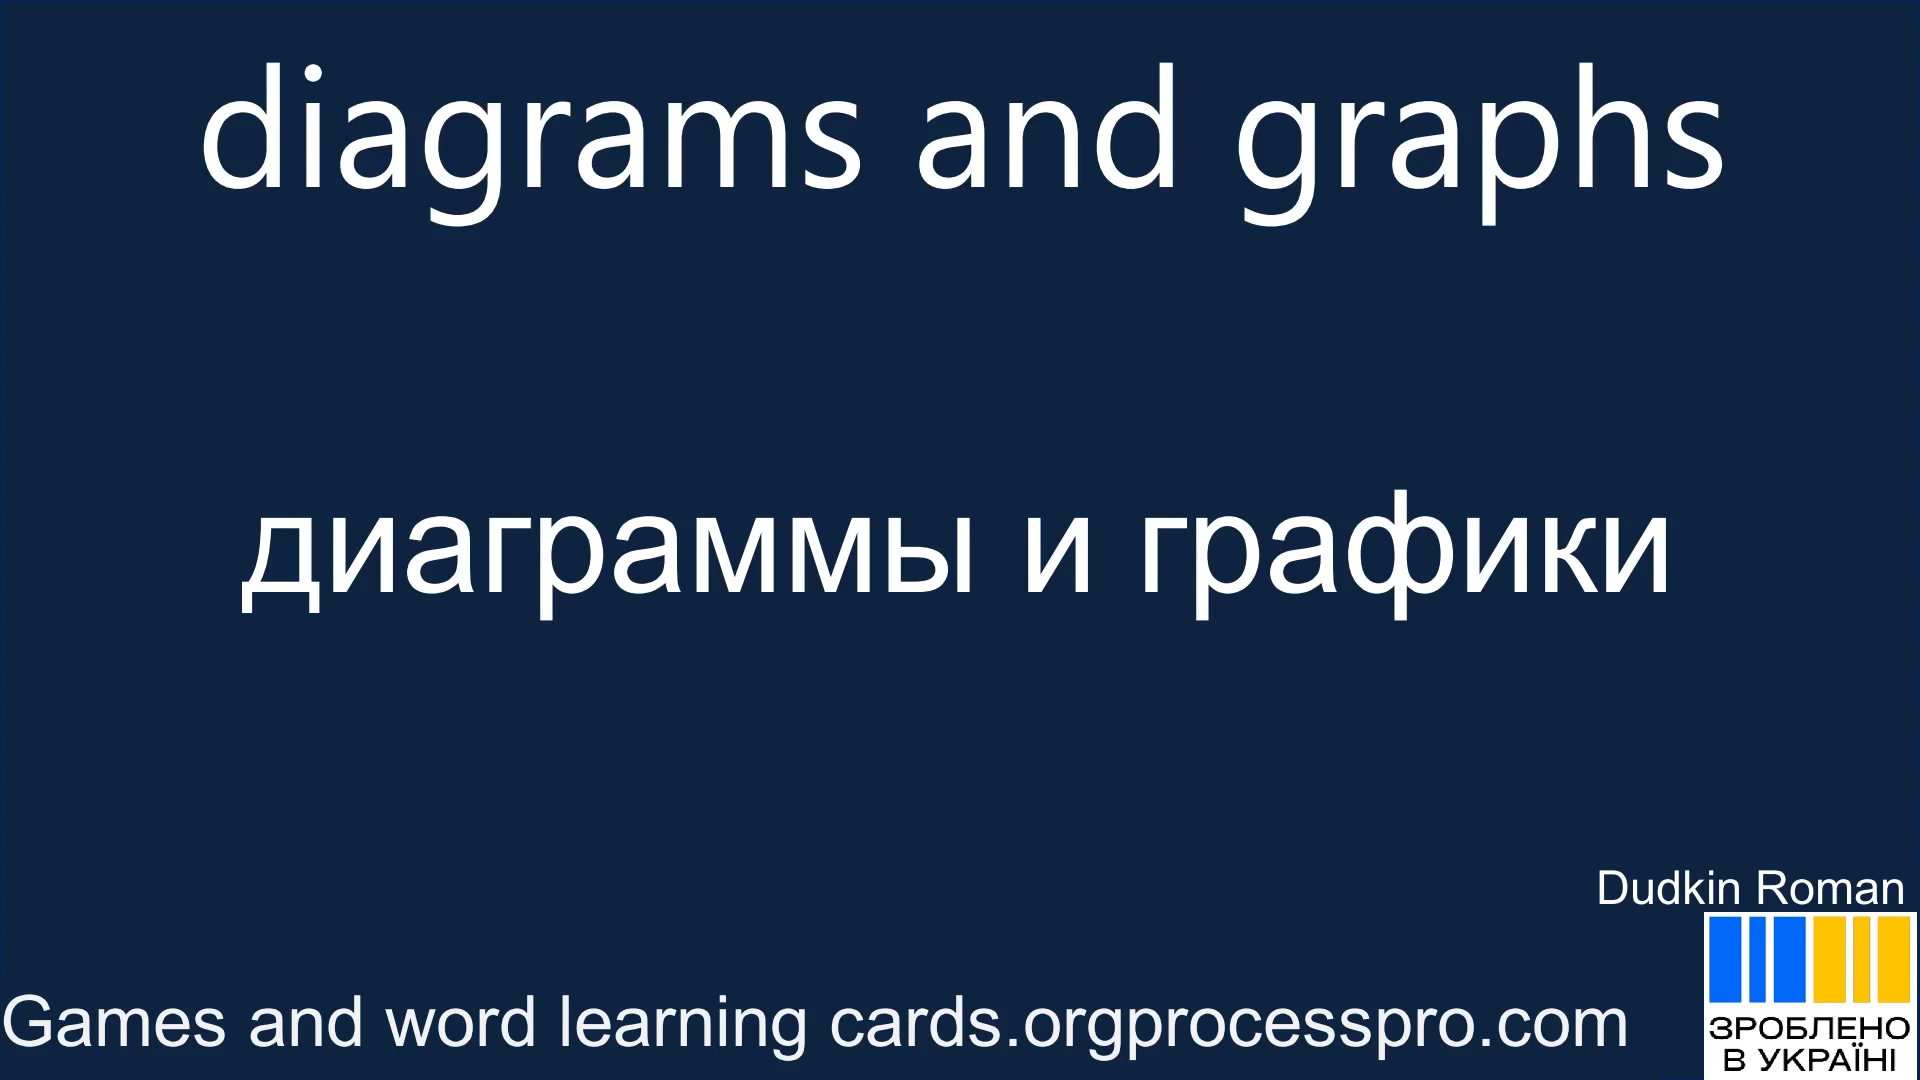 diagrams and graphs
диаграммы и графики
Dudkin Roman
Games and word learning cards.orgprocesspro.com
ЗРОБЛЕНО
В УКРАЇНІ